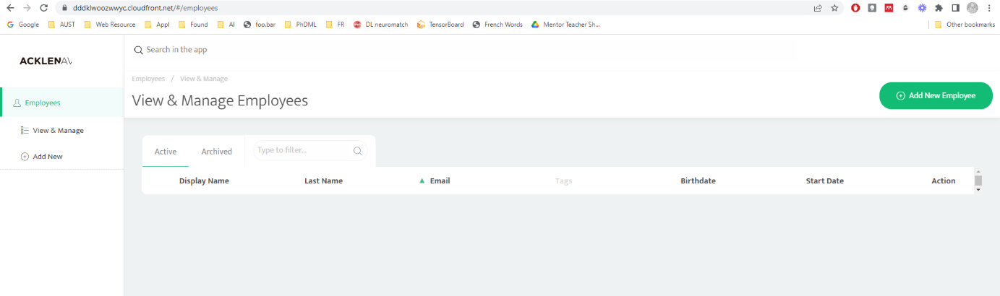 dddklwoozwwyc.cloudfront.net/#/employees
Google AUST Web Resource Appl Found AI foo.bar PhDML FR DL neuromatch TensorBoard French Words Mentor Teacher Sh... Other bookmarks
ACKLENAV
Search in the app
Employees / View & Manage
View & Manage Employees
Add New Employee
Employees
View & Manage
Add New
Active Archived Type to filter...
Display Name Last Name Email Tags Birthdate Start Date Action